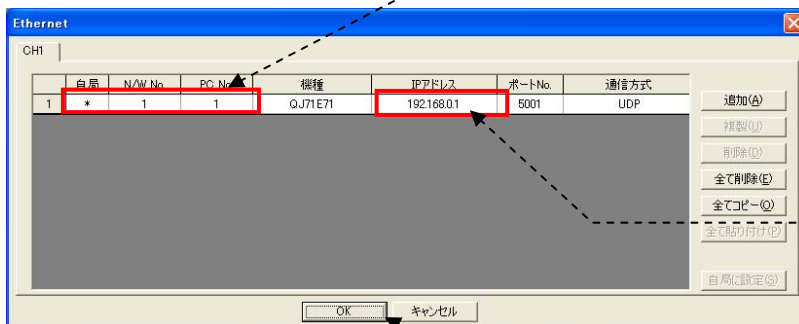 Ethernet
CH1
自局 N/W No. PC No. 機種 IPアドレス ポートNo. 通信方式
1 * 1 1 QJ71E71 192.168.0.1 5001 UDP
追加(A)
複製(U)
削除(D)
全て削除(E)
全てコピー(O)
全て貼り付け(P)
自局に設定(S)
OK キャンセル